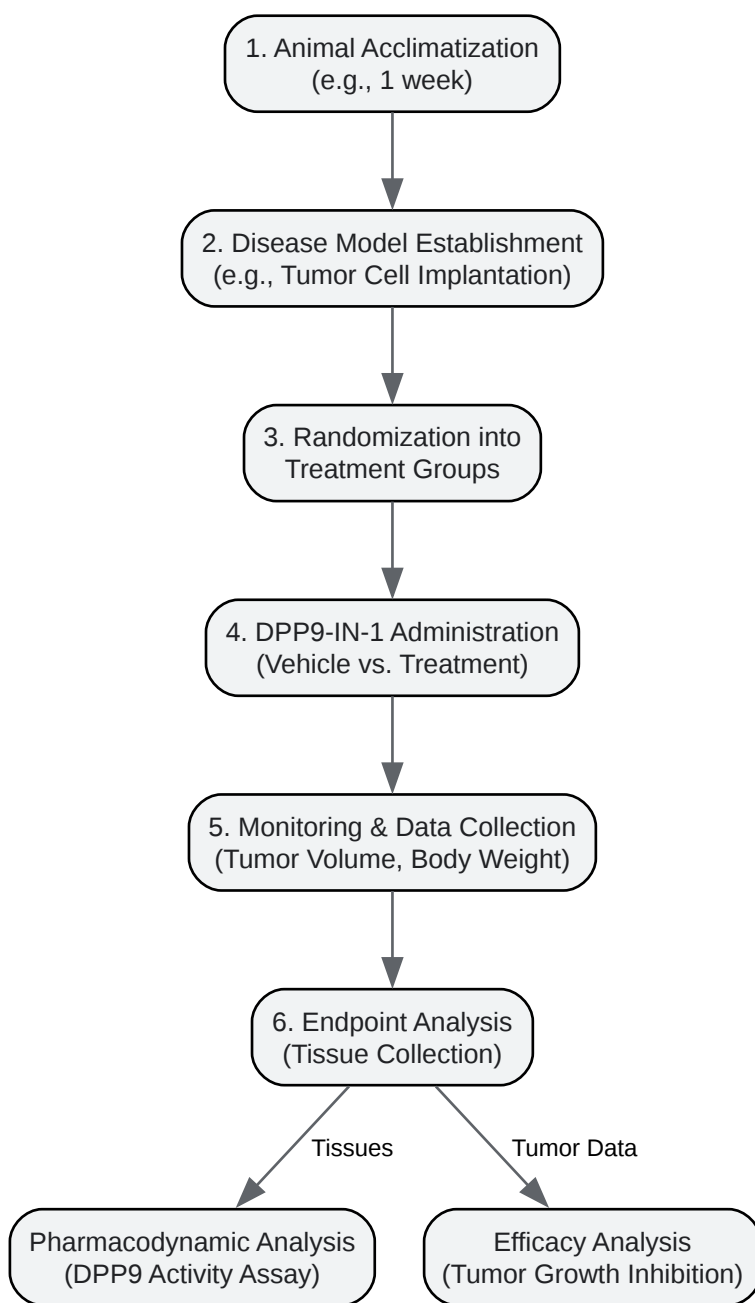 1. Animal Acclimatization
(e.g., 1 week)
2. Disease Model Establishment
(e.g., Tumor Cell Implantation)
3. Randomization into
Treatment Groups
4. DPP9-IN-1 Administration
(Vehicle vs. Treatment)
5. Monitoring & Data Collection
(Tumor Volume, Body Weight)
6. Endpoint Analysis
(Tissue Collection)
Tissues
Tumor Data
Pharmacodynamic Analysis
(DPP9 Activity Assay)
Efficacy Analysis
(Tumor Growth Inhibition)